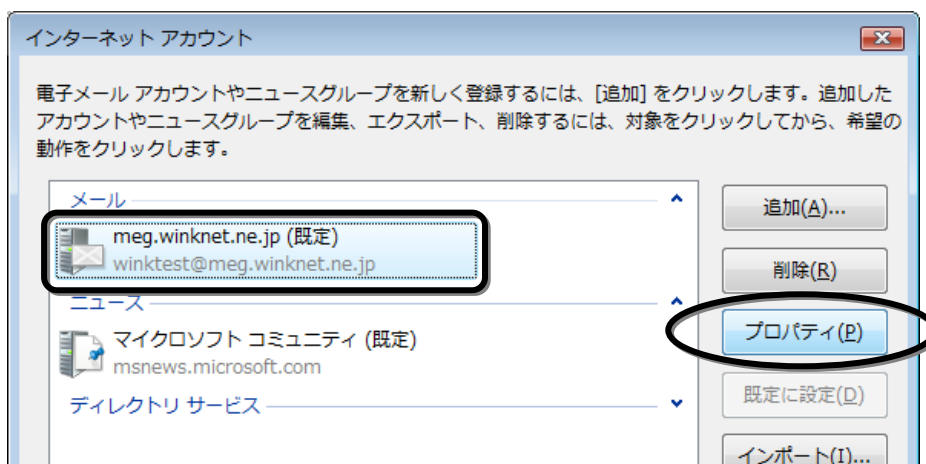 インターネット アカウント
電子メール アカウントやニュースグループを新しく登録するには、[追加] をクリックします。追加した
アカウントやニュースグループを編集、エクスポート、削除するには、対象をクリックしてから、希望の
動作をクリックします。
メール
追加(A)...
meg.winknet.ne.jp (既定)
winktest@meg.winknet.ne.jp
削除(R)
ニュース
プロパティ(P)
マイクロソフト コミュニティ (既定)
msnews.microsoft.com
既定に設定(D)
ディレクトリ サービス
インポート(I)...